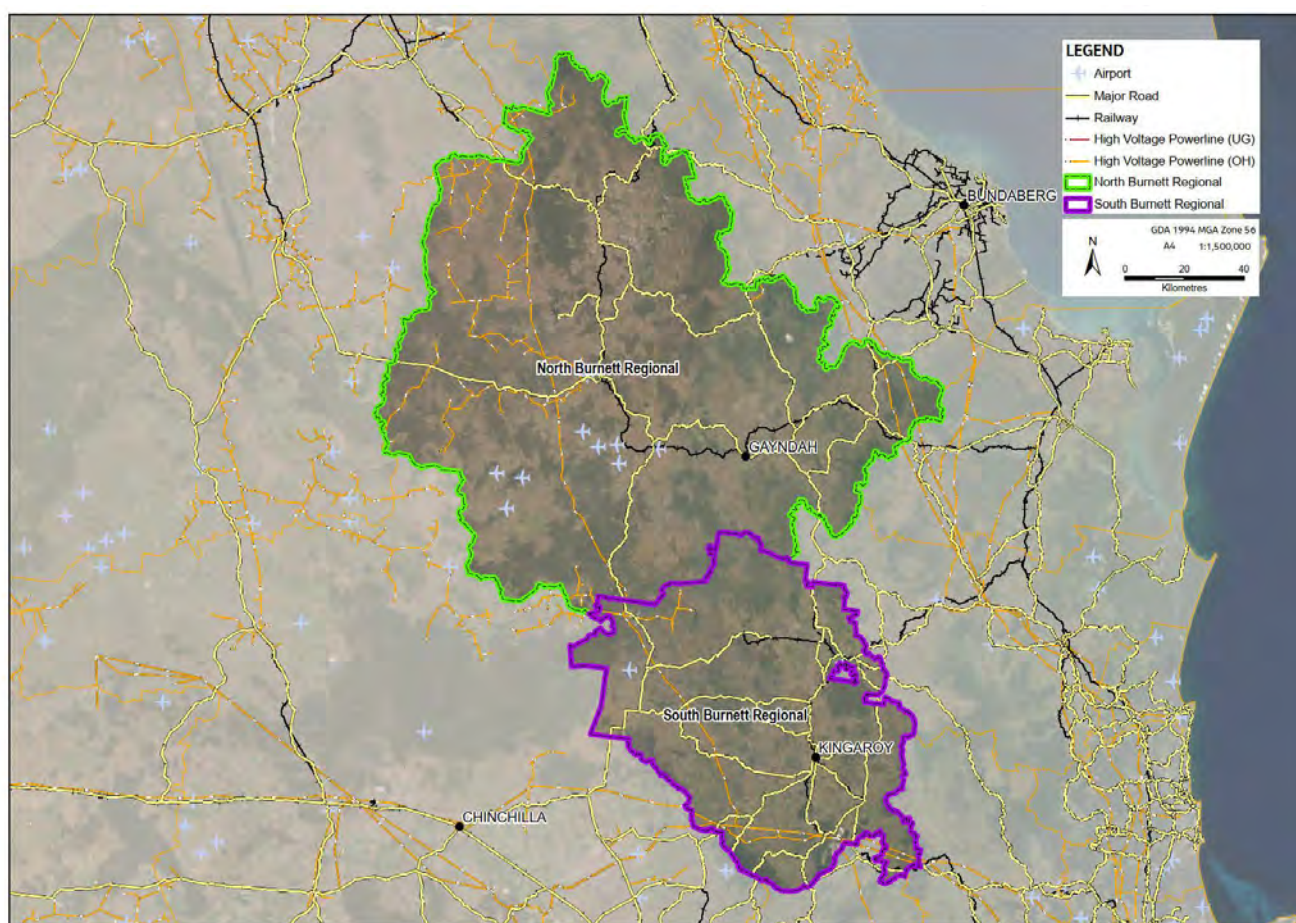 LEGEND
Airport
Major Road
Railway
High Voltage Powerline (UG)
High Voltage Powerline (OH)
North Burnett Regional
South Burnett Regional
GDA 1994 MGA Zone 56
A4 1:1,500,000
N
0 20 40
Kilometres
BUNDABERG
North Burnett Regional
GAYNDAH
South Burnett Regional
KINGAROY
CHINCHILLA